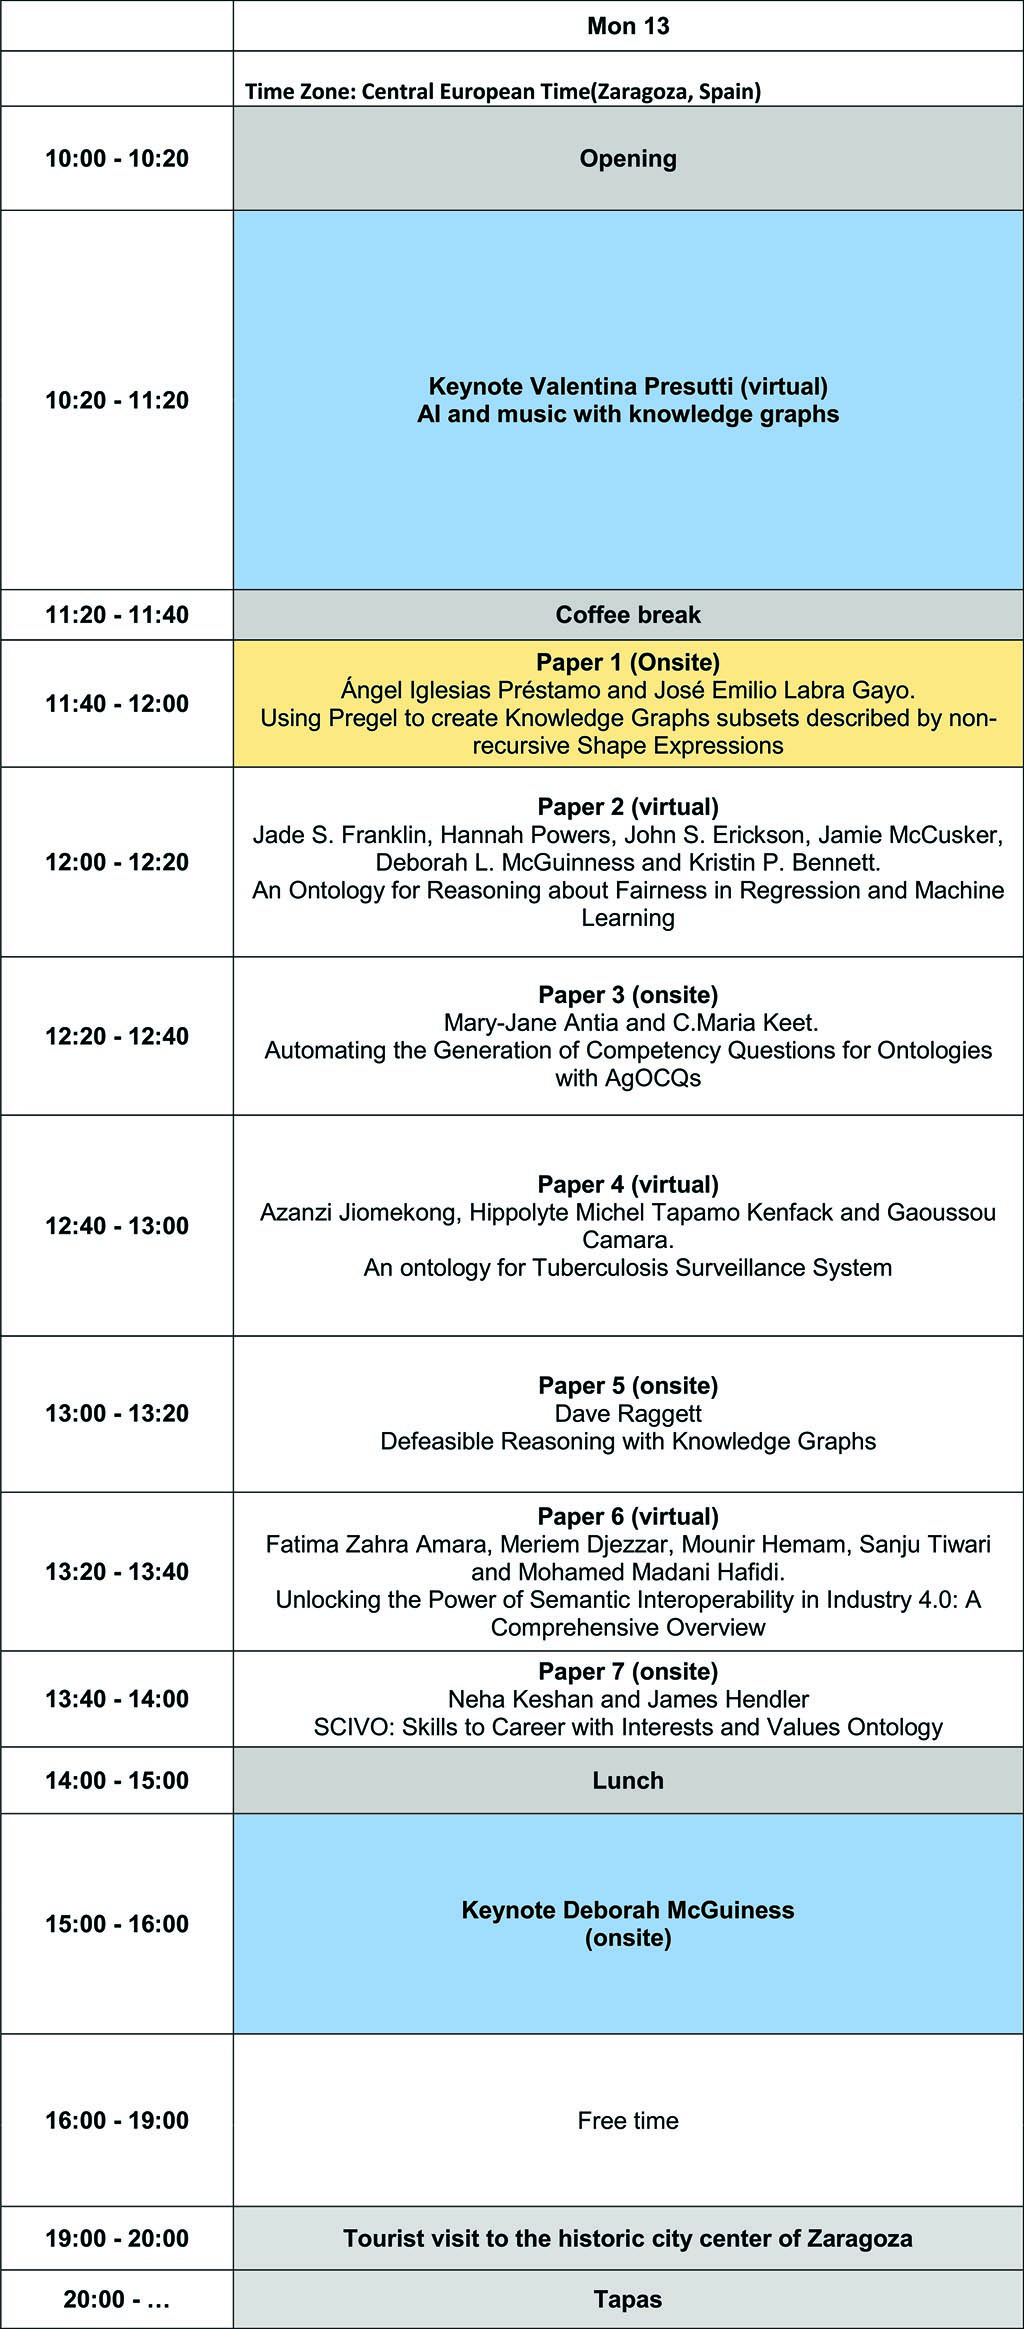 Mon 13
Time Zone: Central European Time(Zaragoza, Spain)
10:00 - 10:20
Opening
10:20 - 11:20
Keynote Valentina Presutti (virtual)
AI and music with knowledge graphs
11:20 - 11:40
Coffee break
11:40 - 12:00
Paper 1 (Onsite)
Ángel Iglesias Préstamo and José Emilio Labra Gayo.
Using Pregel to create Knowledge Graphs subsets described by non-
recursive Shape Expressions
12:00 - 12:20
Paper 2 (virtual)
Jade S. Franklin, Hannah Powers, John S. Erickson, Jamie McCusker,
Deborah L. McGuinness and Kristin P. Bennett.
An Ontology for Reasoning about Fairness in Regression and Machine
Learning
12:20 - 12:40
Paper 3 (onsite)
Mary-Jane Antia and C.Maria Keet.
Automating the Generation of Competency Questions for Ontologies
with AgOCQs
12:40 - 13:00
Paper 4 (virtual)
Azanzi Jiomekong, Hippolyte Michel Tapamo Kenfack and Gaoussou
Camara.
An ontology for Tuberculosis Surveillance System
13:00 - 13:20
Paper 5 (onsite)
Dave Raggett
Defeasible Reasoning with Knowledge Graphs
13:20 - 13:40
Paper 6 (virtual)
Fatima Zahra Amara, Meriem Djezzar, Mounir Hemam, Sanju Tiwari
and Mohamed Madani Hafidi.
Unlocking the Power of Semantic Interoperability in Industry 4.0: A
Comprehensive Overview
13:40 - 14:00
Paper 7 (onsite)
Neha Keshan and James Hendler
SCIVO: Skills to Career with Interests and Values Ontology
14:00 - 15:00
Lunch
15:00 - 16:00
Keynote Deborah McGuiness
(onsite)
16:00 - 19:00
Free time
19:00 - 20:00
Tourist visit to the historic city center of Zaragoza
20:00 - …
Tapas